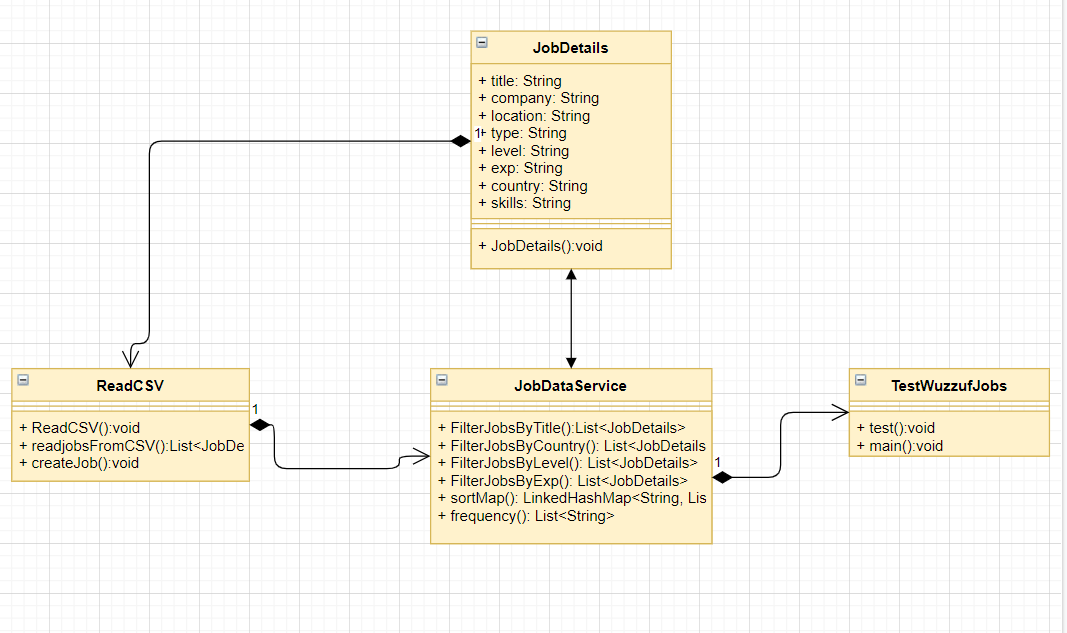 JobDetails
+ title: String
+ company: String
+ location: String
1+ type: String
+ level: String
+ exp: String
+ country: String
+ skills: String
+ JobDetails():void
ReadCSV
1
+ ReadCSV():void
+ readjobsFromCSV():List<JobDe
+ createJob():void
JobDataService
+ FilterJobsByTitle():List<JobDetails>
+ FilterJobsByCountry(): List<JobDetails
+ FilterJobsByLevel(): List<JobDetails>
+ FilterJobsByExp(): List<JobDetails>
+ sortMap(): LinkedHashMap<String, Lis
+ frequency(): List<String>
1
TestWuzzufJobs
+ test():void
+ main():void